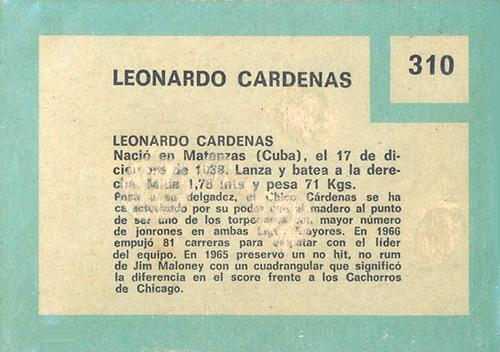 310
LEONARDO CARDENAS
LEONARDO CARDENAS
Nació en Matanzas (Cuba), el 17 de di-
ciembre de 1938. Lanza y batea a la dere-
cha. Mide 1,78 mts y pesa 71 Kgs.
Pese a su delgadez, el Chico Cárdenas se ha
ca por su poder con el madero al punto
de ser uno de los torpederos con mayor número
de jonrones en ambas Ligas Mayores. En 1966
empujó 81 carreras para empatar con el líder
del equipo. En 1965 preservó un no hit, no rum
de Jim Maloney con un cuadrangular que significó
la diferencia en el score frente a los Cachorros
de Chicago.